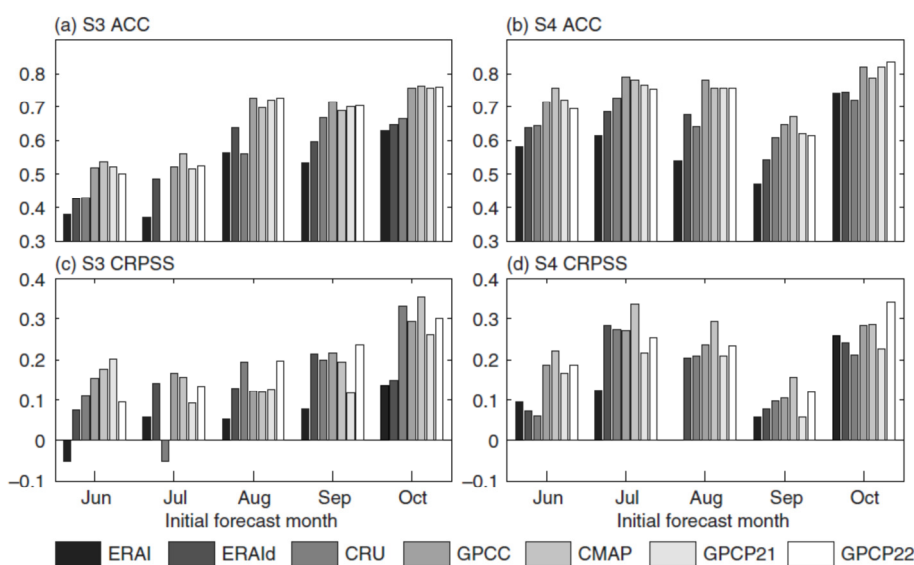 (a) S3 ACC
(b) S4 ACC
0.8
0.7
0.6
0.5
0.4
0.3
0.8
0.7
0.6
0.5
0.4
0.3
(c) S3 CRPSS
(d) S4 CRPSS
0.4
0.3
0.2
0.1
0
–0.1
0.4
0.3
0.2
0.1
0
–0.1
Jun Jul Aug Sep Oct
Jun Jul Aug Sep Oct
Initial forecast month
Initial forecast month
ERAI ERAId CRU GPCC CMAP GPCP21 GPCP22